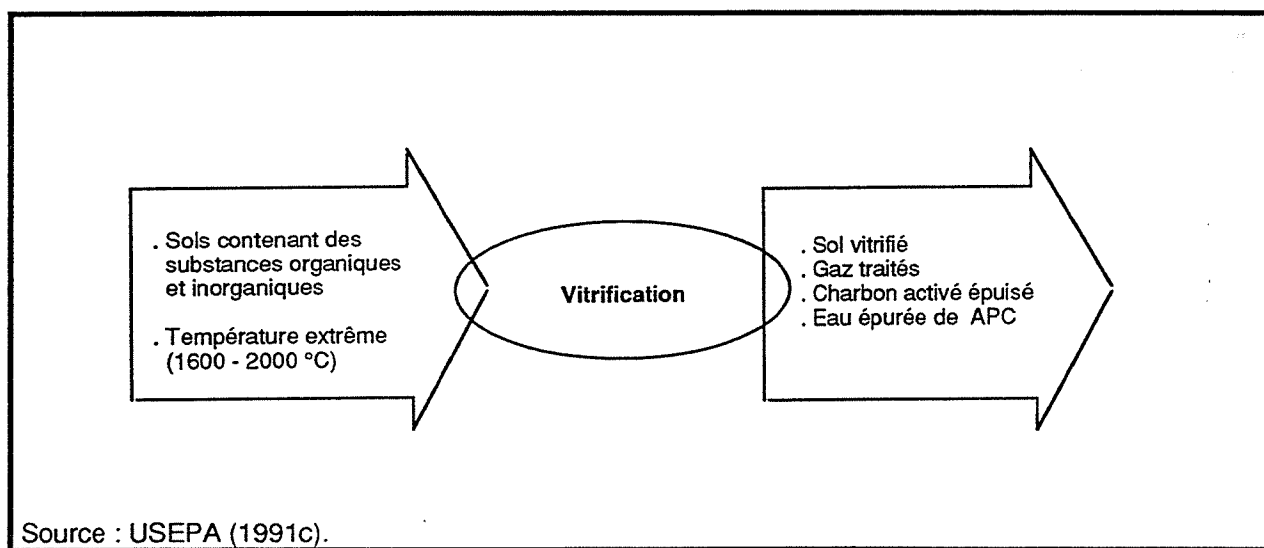 . Sols contenant des
substances organiques
et inorganiques
. Température extrême
(1600 - 2000 °C)
Vitrification
. Sol vitrifié
. Gaz traités
. Charbon activé épuisé
. Eau épurée de APC
Source : USEPA (1991c).